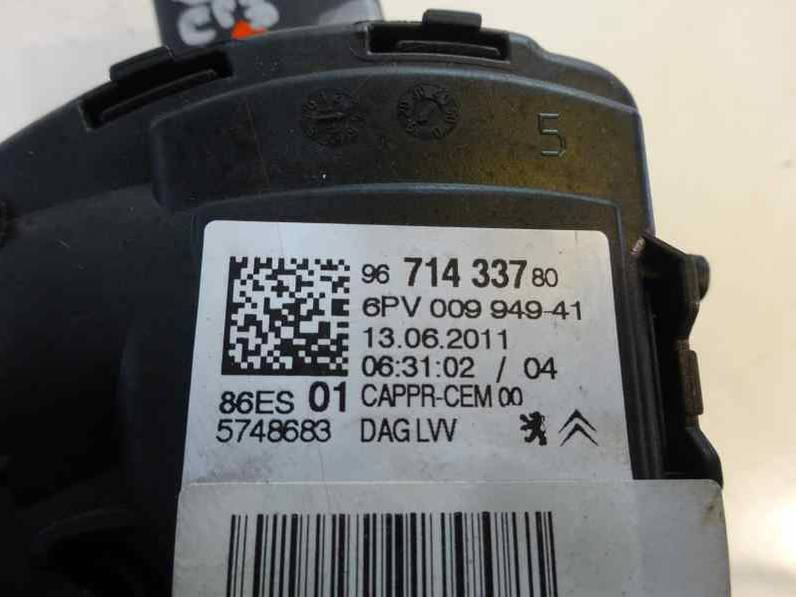 CP3
5
96 714 337 80
6PV 009 949-41
13.06.2011
06:31:02 / 04
86ES 01 CAPPR-CEM 00
5748683 DAG LVV